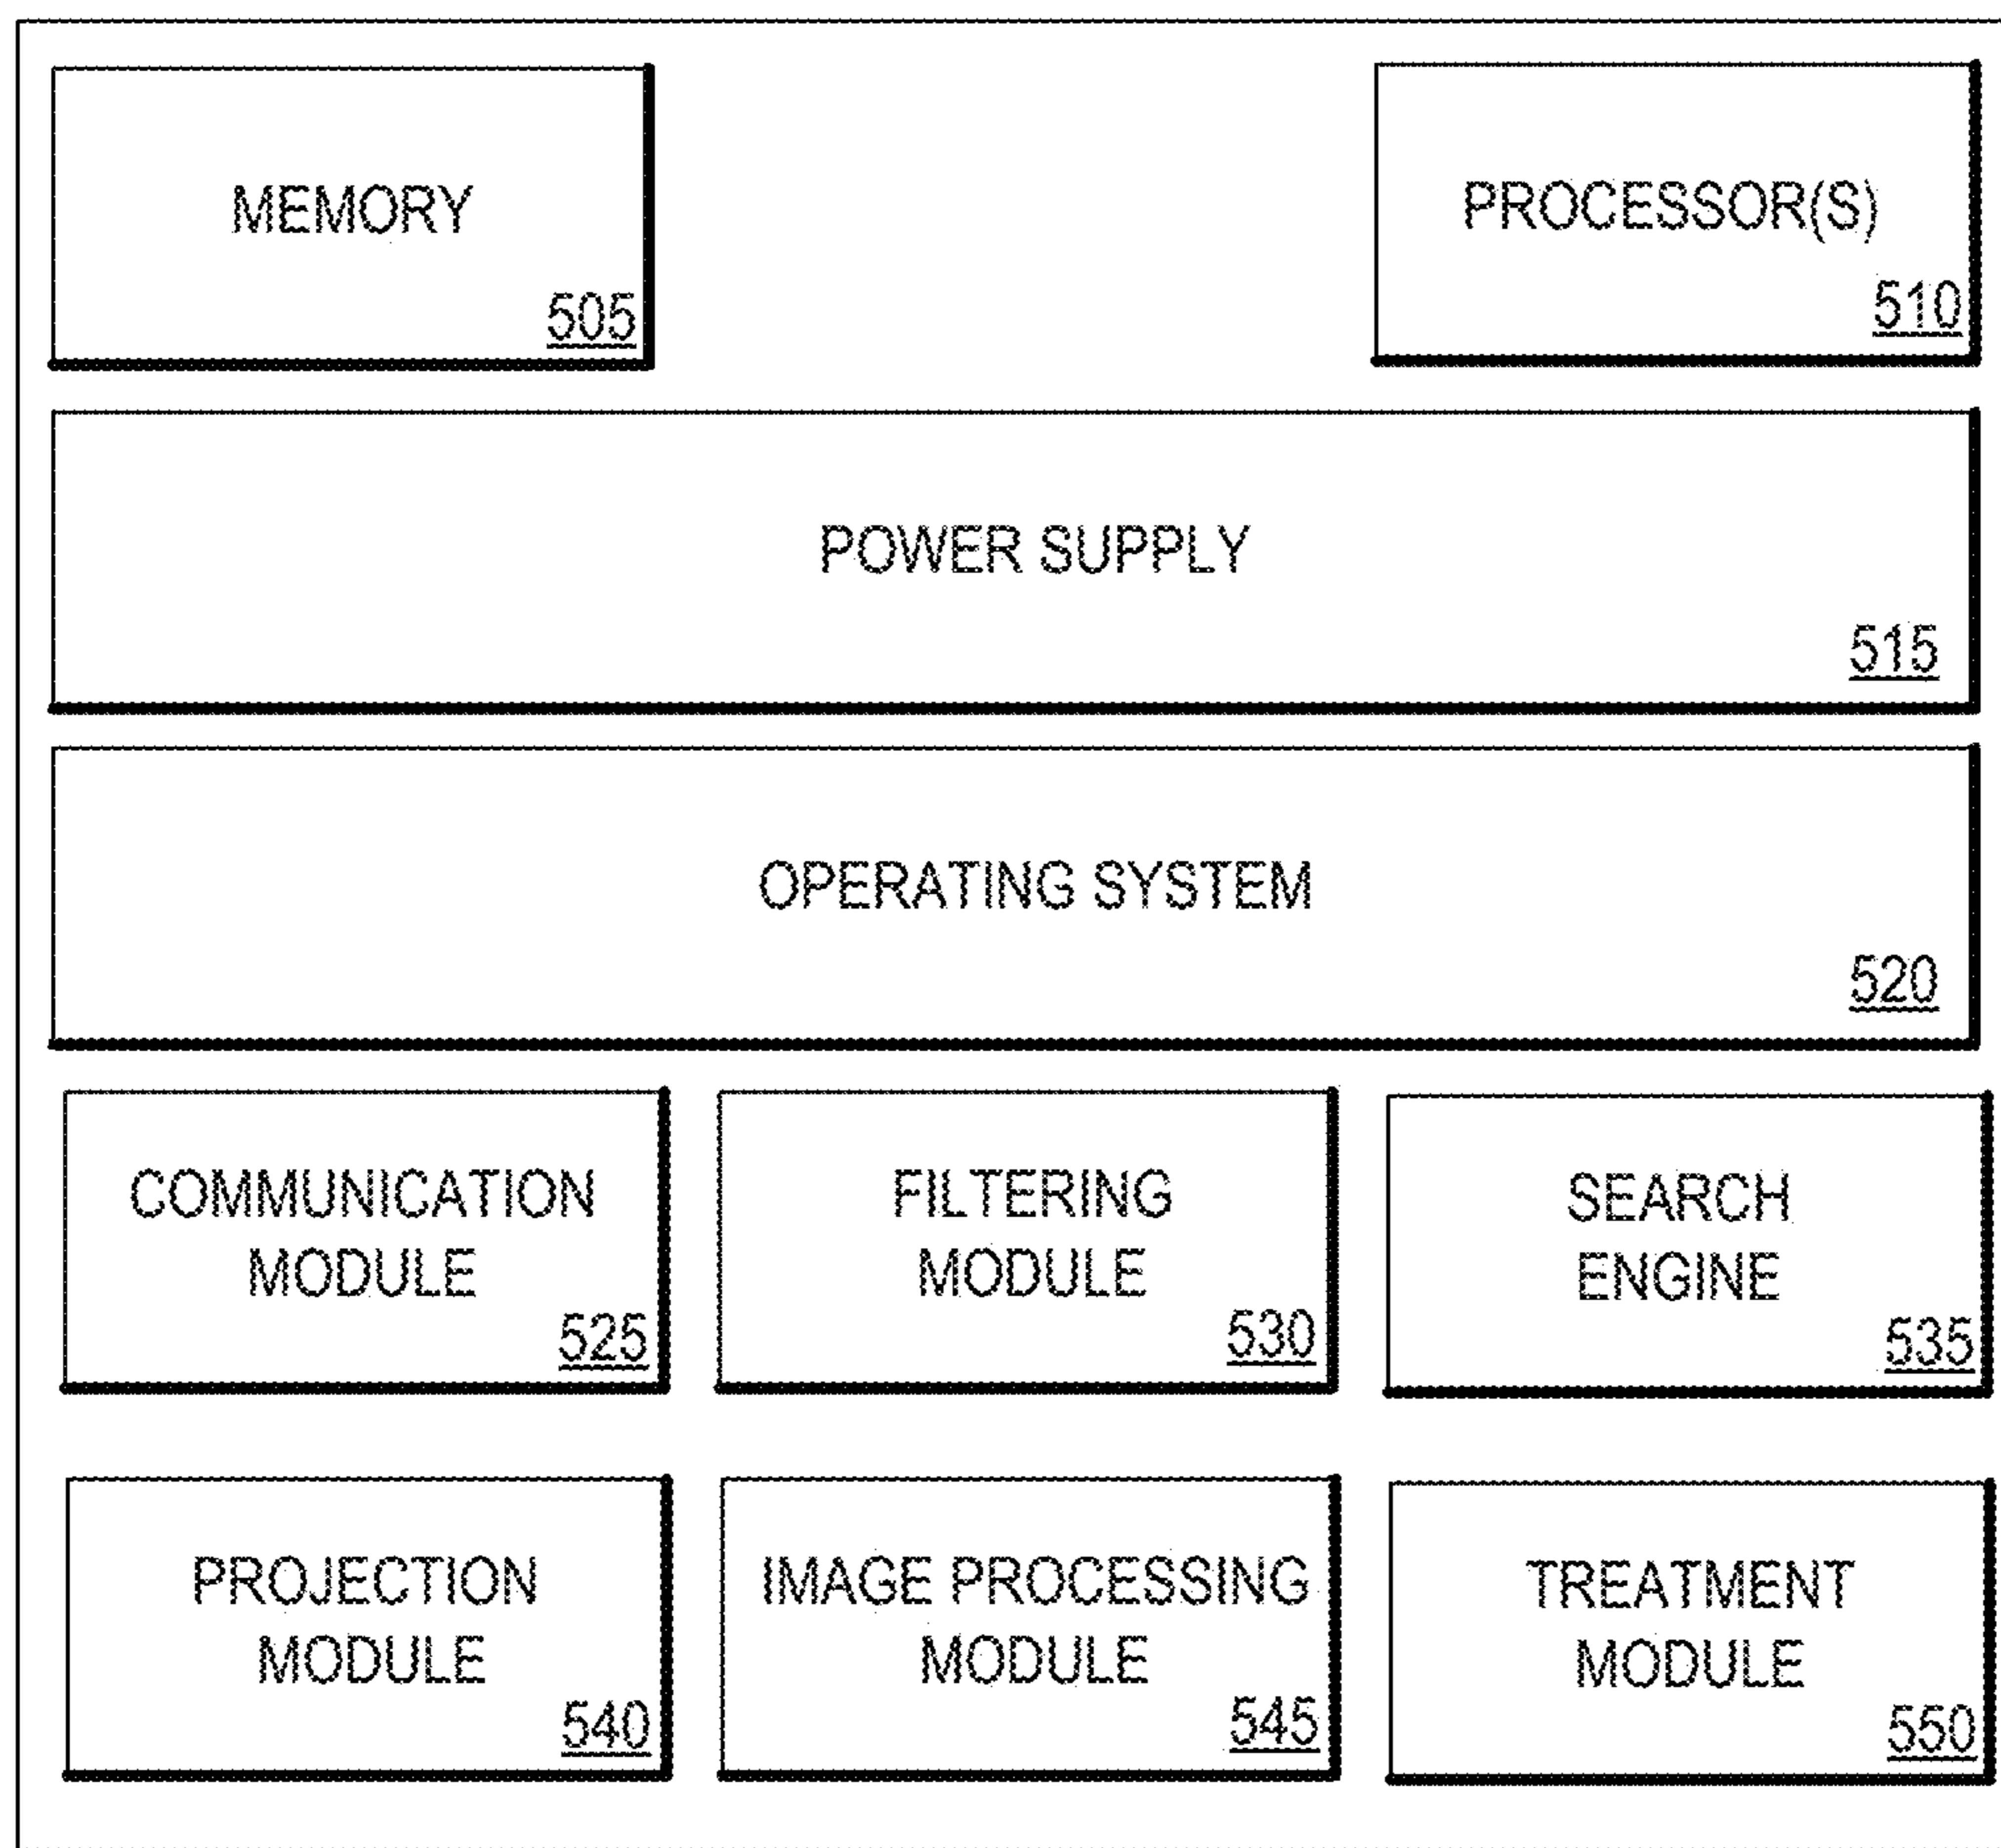 MEMORY
505
PROCESSOR(S)
510
POWER SUPPLY
515
OPERATING SYSTEM
520
COMMUNICATION
MODULE
525
FILTERING
MODULE
530
SEARCH
ENGINE
535
PROJECTION
MODULE
540
IMAGE PROCESSING
MODULE
545
TREATMENT
MODULE
550